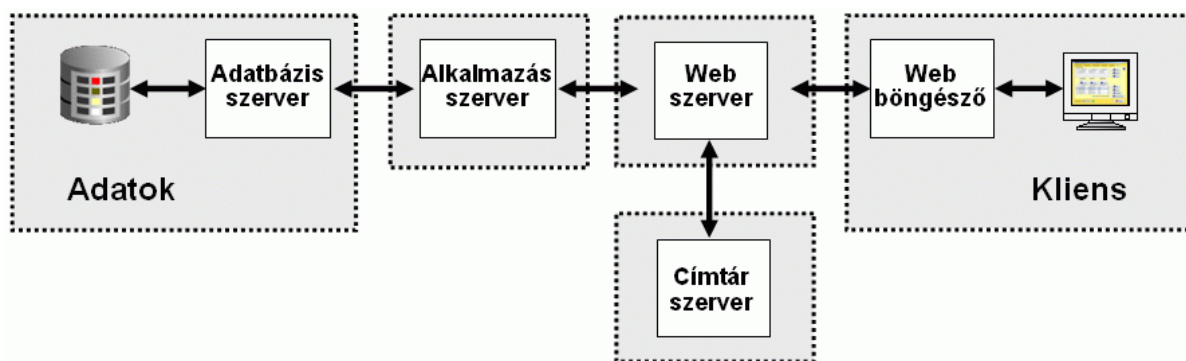 Adatbázis
szerver
Adatok
Alkalmazás
szerver
Web
szerver
Címtár
szerver
Web
böngésző
Kliens